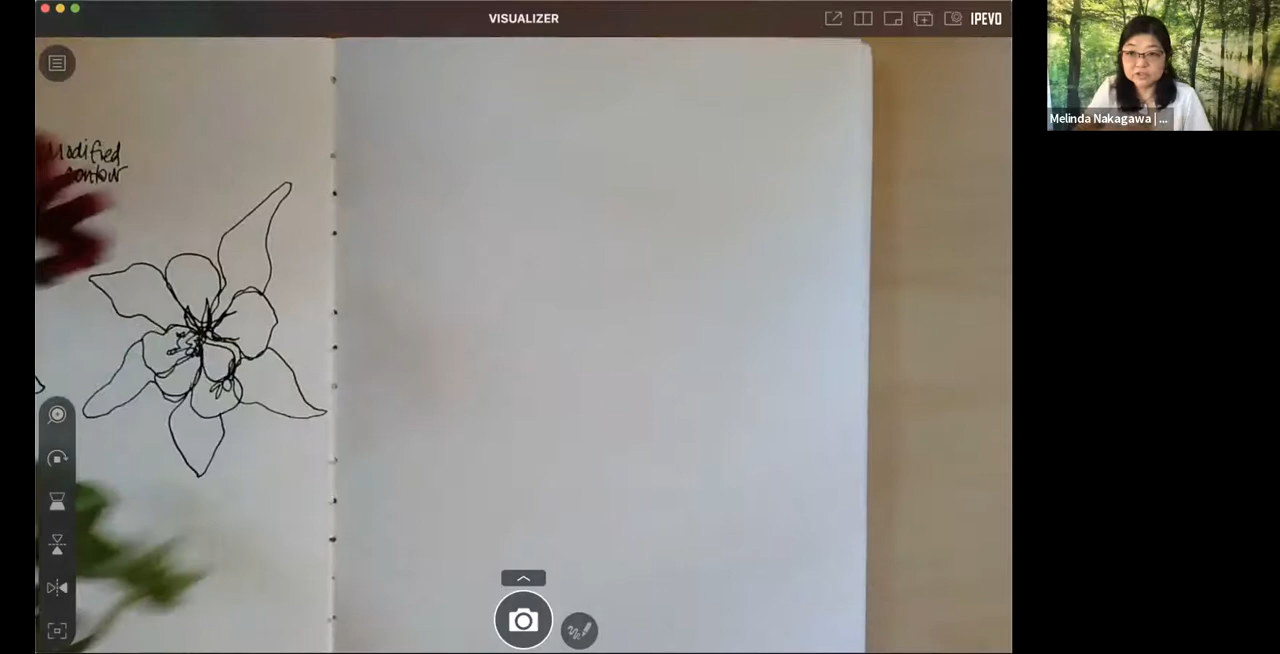 VISUALIZER
IPEVO
Melinda Nakagawa | ...
Modified
contour